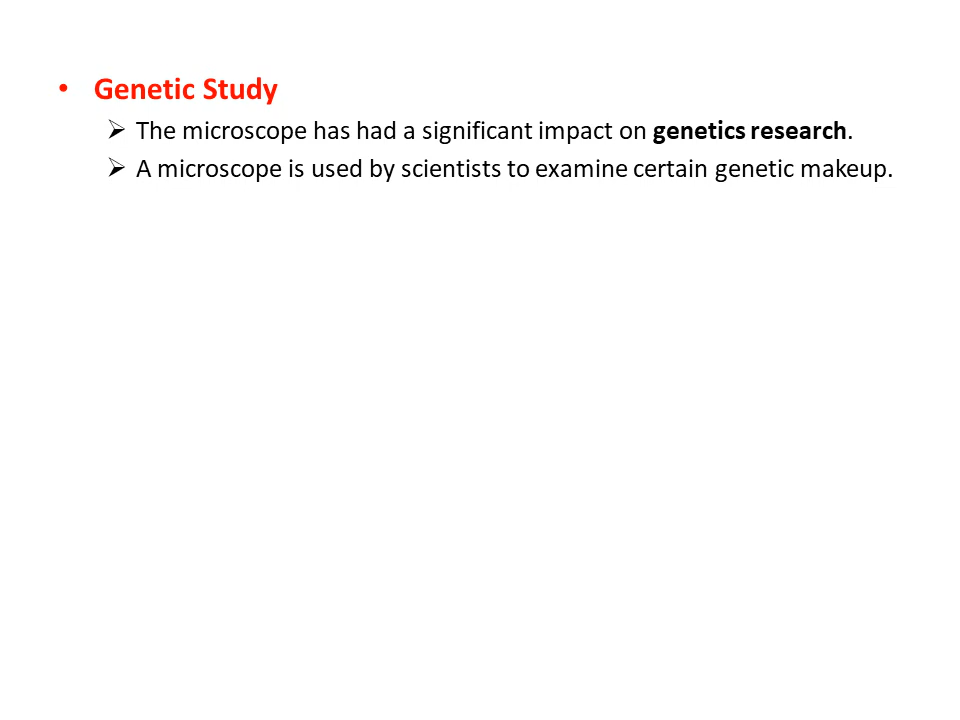 • Genetic Study
➢ The microscope has had a significant impact on genetics research.
➢ A microscope is used by scientists to examine certain genetic makeup.